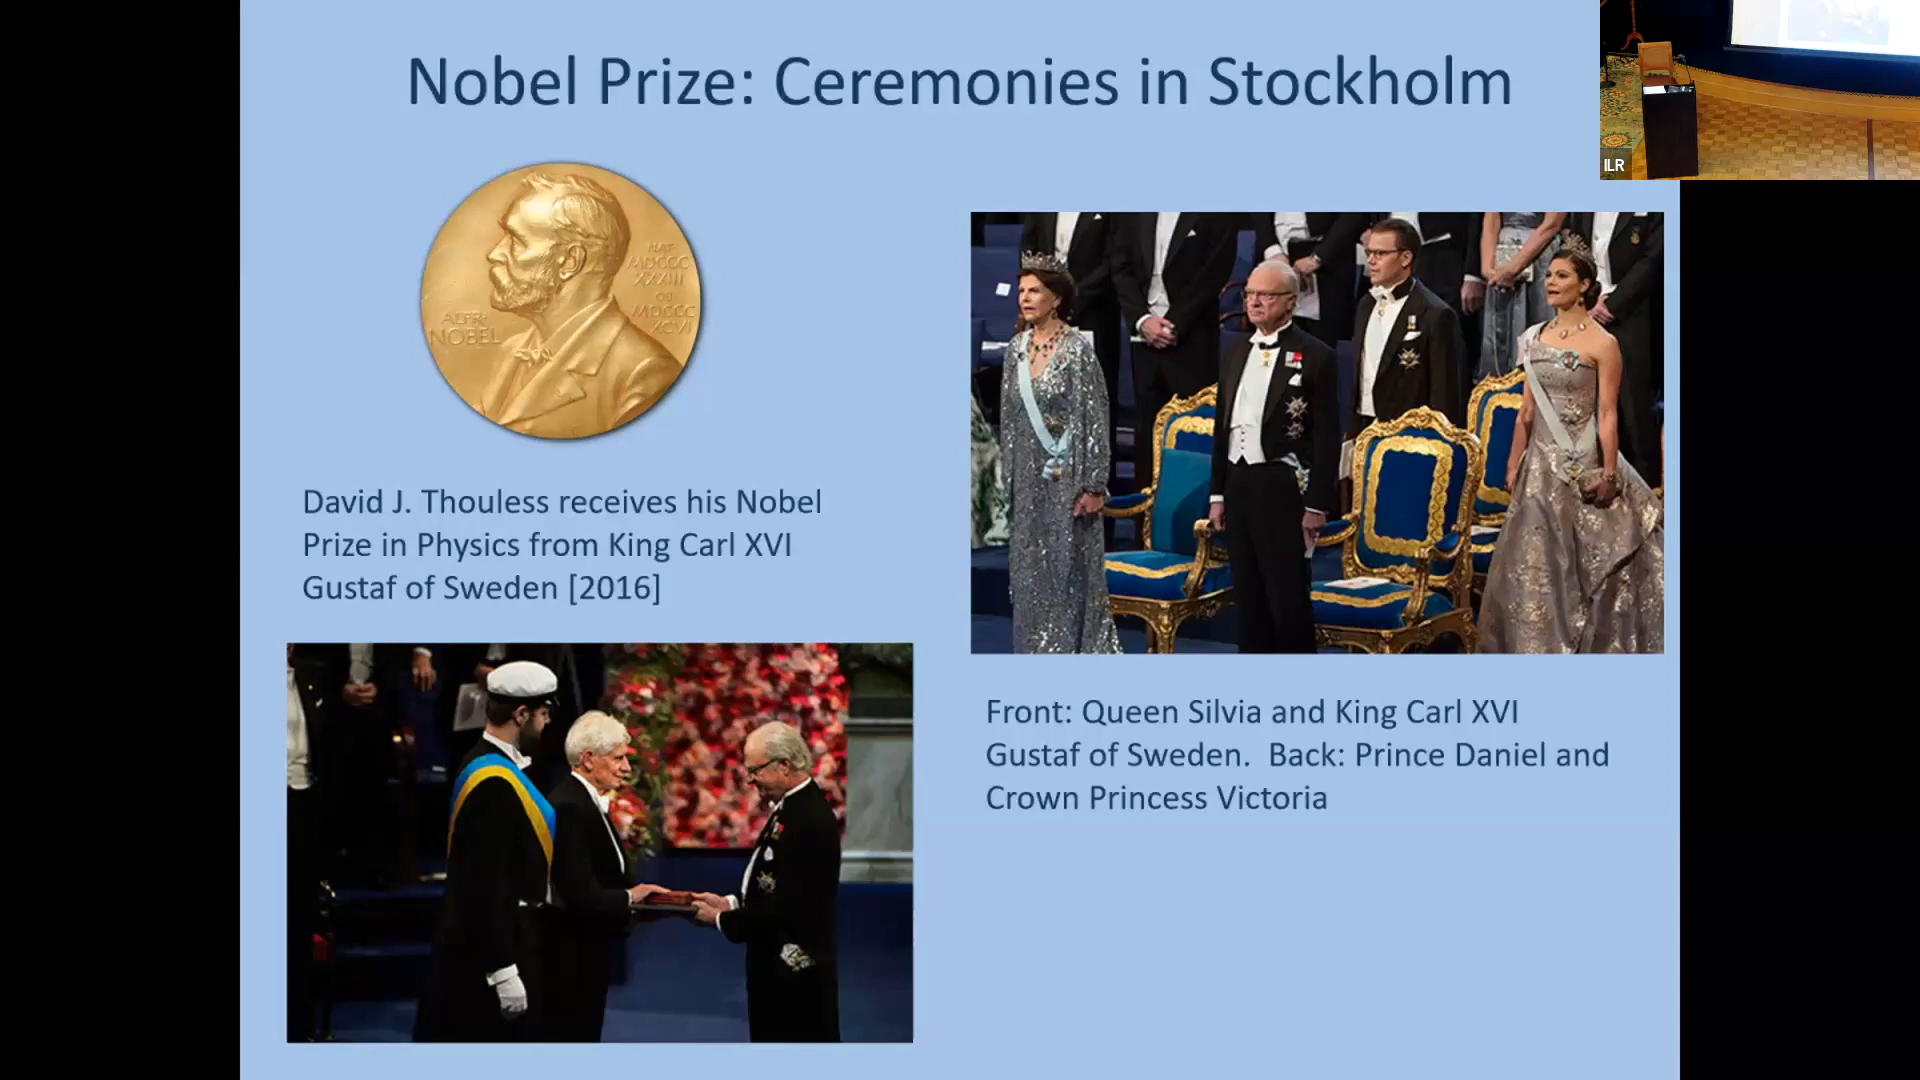 Nobel Prize: Ceremonies in Stockholm
ILR
ALFR·
NOBEL
NAT·
MDCCC
XXXIII
OB·
MDCCC
XCVI
David J. Thouless receives his Nobel
Prize in Physics from King Carl XVI
Gustaf of Sweden [2016]
Front: Queen Silvia and King Carl XVI
Gustaf of Sweden.  Back: Prince Daniel and
Crown Princess Victoria